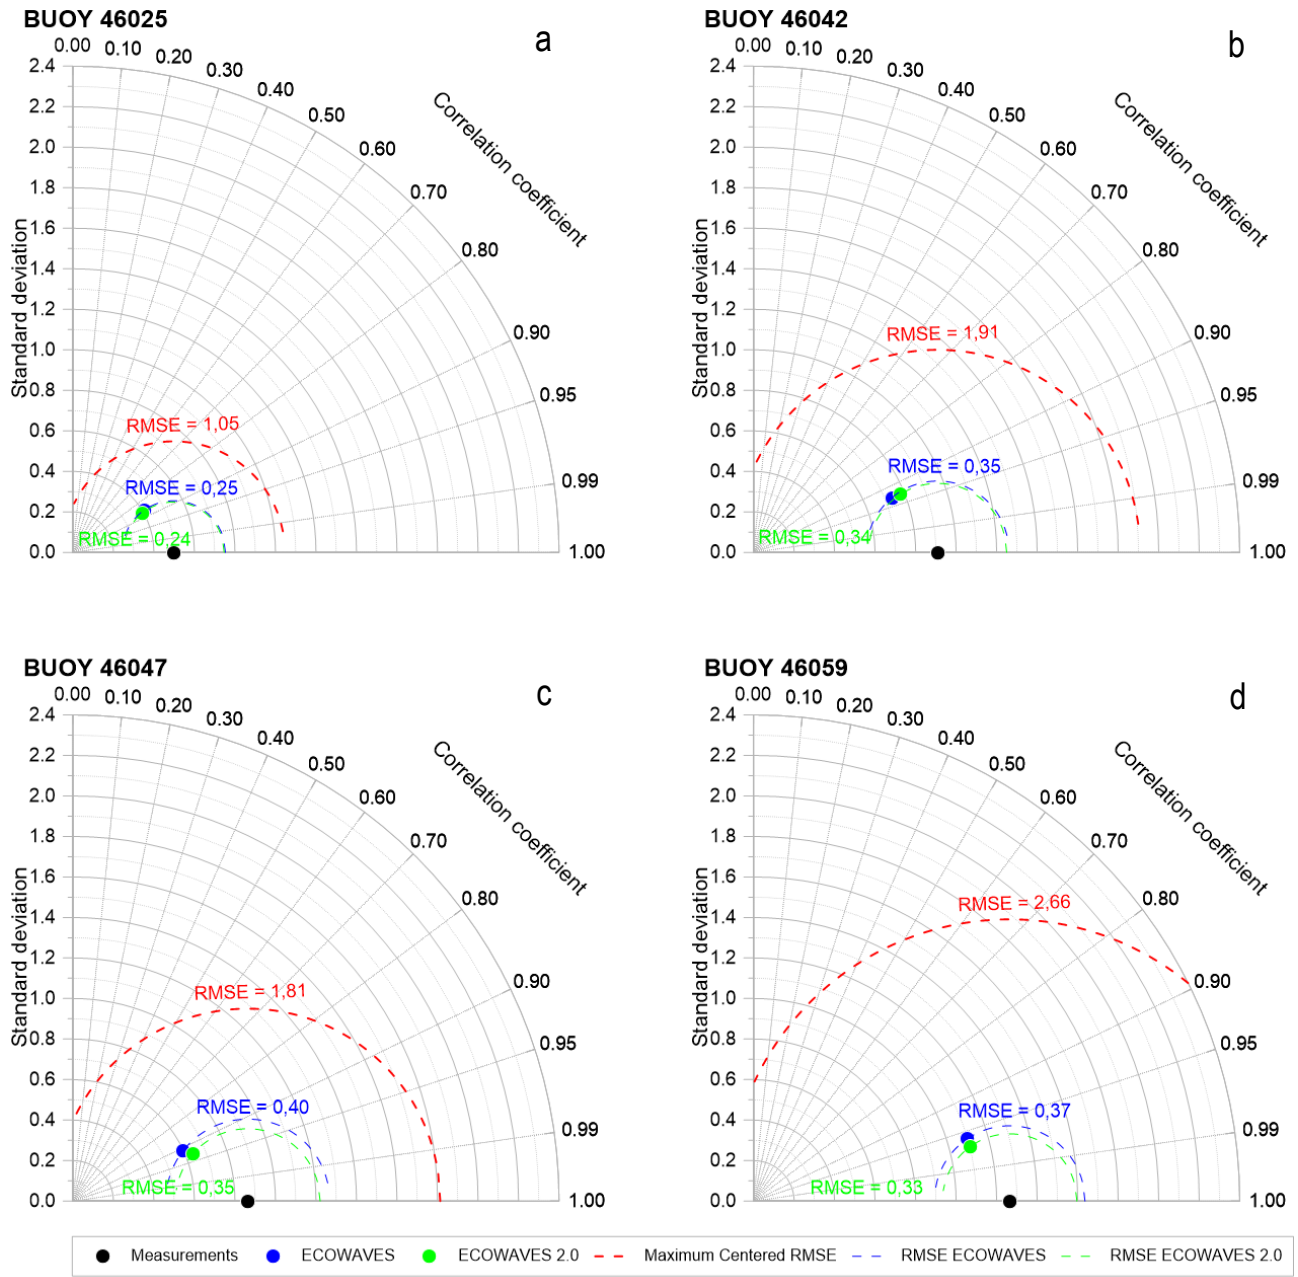 BUOY 46025
a
0.00 0.10 0.20 0.30 0.40 0.50 0.60 0.70 0.80 0.90 0.95 0.99 1.00
Correlation coefficient
2.4
2.2
2.0
1.8
1.6
1.4
1.2
1.0
0.8
0.6
0.4
0.2
0.0
Standard deviation
RMSE = 1,05
RMSE = 0,25
RMSE = 0,24
BUOY 46042
b
0.00 0.10 0.20 0.30 0.40 0.50 0.60 0.70 0.80 0.90 0.95 0.99 1.00
Correlation coefficient
2.4
2.2
2.0
1.8
1.6
1.4
1.2
1.0
0.8
0.6
0.4
0.2
0.0
Standard deviation
RMSE = 1,91
RMSE = 0,35
RMSE = 0,34
BUOY 46047
c
0.00 0.10 0.20 0.30 0.40 0.50 0.60 0.70 0.80 0.90 0.95 0.99 1.00
Correlation coefficient
2.4
2.2
2.0
1.8
1.6
1.4
1.2
1.0
0.8
0.6
0.4
0.2
0.0
Standard deviation
RMSE = 1,81
RMSE = 0,40
RMSE = 0,35
BUOY 46059
d
0.00 0.10 0.20 0.30 0.40 0.50 0.60 0.70 0.80 0.90 0.95 0.99 1.00
Correlation coefficient
2.4
2.2
2.0
1.8
1.6
1.4
1.2
1.0
0.8
0.6
0.4
0.2
0.0
Standard deviation
RMSE = 2,66
RMSE = 0,37
RMSE = 0,33
Measurements ECOWAVES ECOWAVES 2.0 Maximum Centered RMSE RMSE ECOWAVES RMSE ECOWAVES 2.0